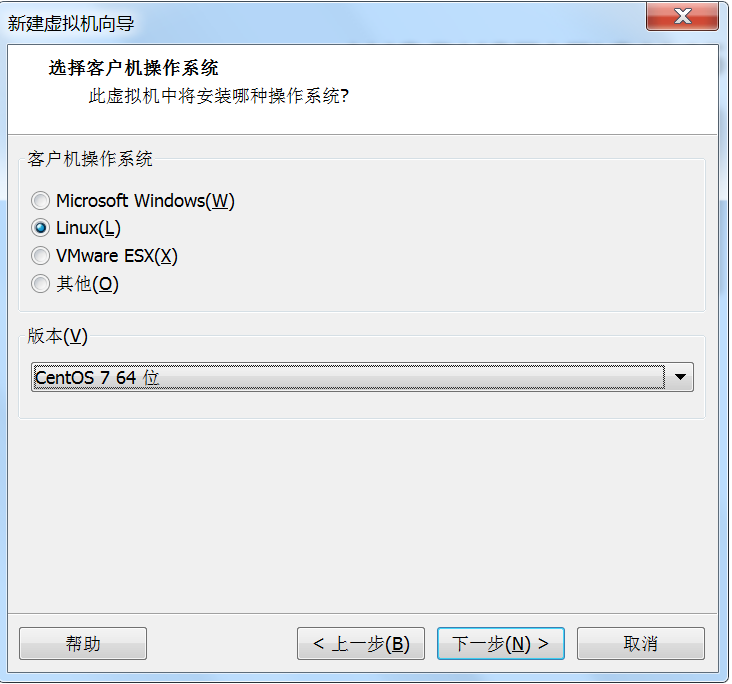 新建虚拟机向导
选择客户机操作系统
此虚拟机中将安装哪种操作系统?
客户机操作系统
Microsoft Windows(W)
Linux(L)
VMware ESX(X)
其他(O)
版本(V)
CentOS 7 64 位
帮助
< 上一步(B)
下一步(N) >
取消